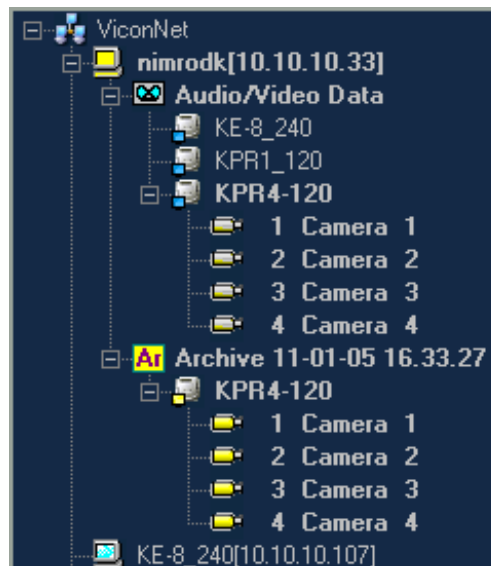 ViconNet
nimrodk[10.10.10.33]
Audio/Video Data
KE-8_240
KPR1_120
KPR4-120
1 Camera 1
2 Camera 2
3 Camera 3
4 Camera 4
Ar Archive 11-01-05 16.33.27
KPR4-120
1 Camera 1
2 Camera 2
3 Camera 3
4 Camera 4
KE-8_240[10.10.10.107]